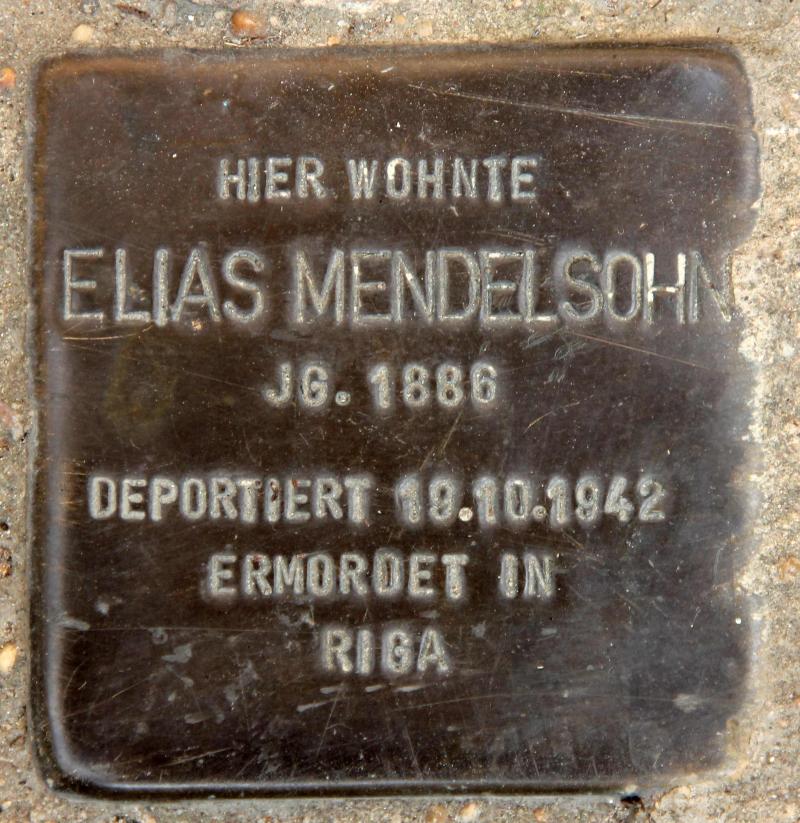 HIER WOHNTE
ELIAS MENDELSOHN
JG. 1886
DEPORTIERT 19.10.1942
ERMORDET IN
RIGA